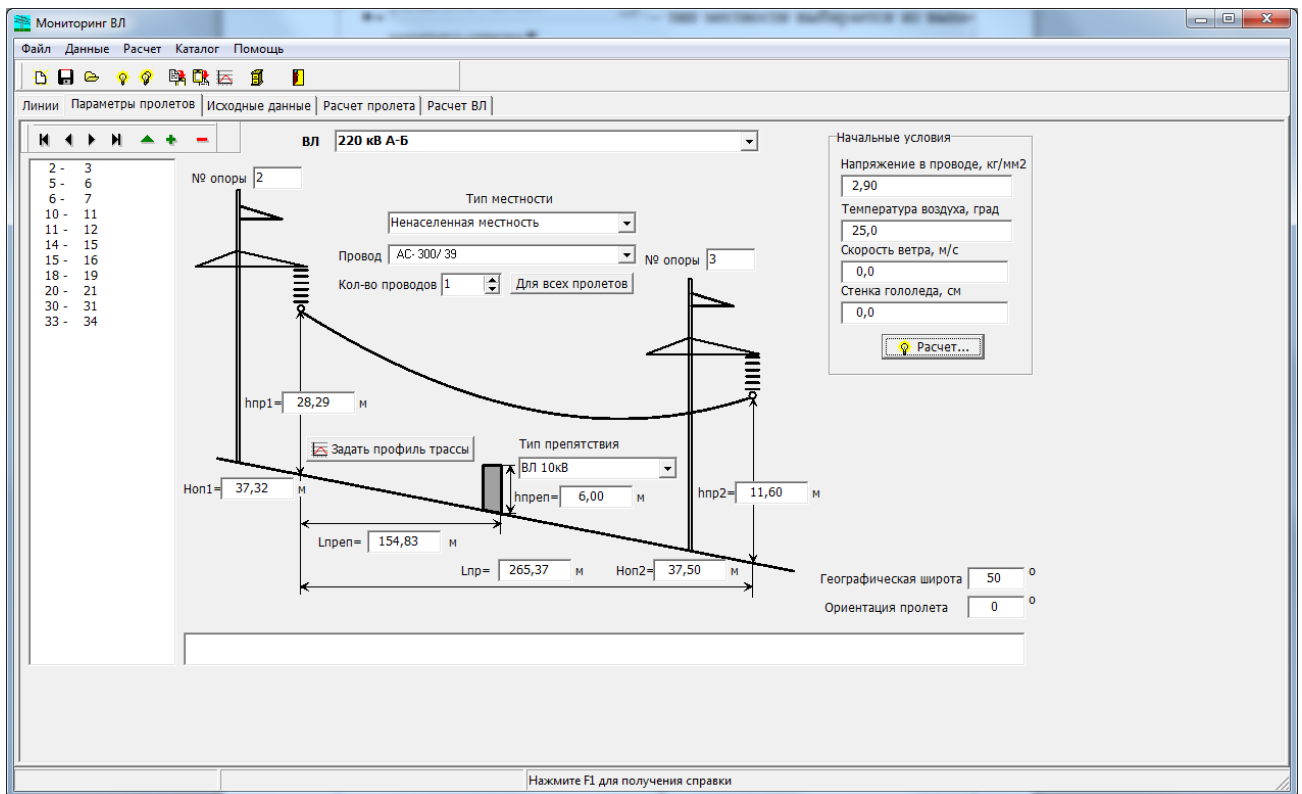 Мониторинг ВЛ
Файл Данные Расчет Каталог Помощь
Линии Параметры пролетов Исходные данные Расчет пролета Расчет ВЛ
ВЛ 220 кВ А-Б
2 - 3
5 - 6
6 - 7
10 - 11
11 - 12
14 - 15
15 - 16
18 - 19
20 - 21
30 - 31
33 - 34
№ опоры 2
Тип местности
Ненаселенная местность
Провод АС- 300/ 39
Кол-во проводов 1 Для всех пролетов
№ опоры 3
hпр1= 28,29 м
Задать профиль трассы
Тип препятствия
ВЛ 10кВ
hпреп= 6,00 м
Hоп1= 37,32 м
hпр2= 11,60 м
Lпреп= 154,83 м
Lпр= 265,37 м
Hоп2= 37,50 м
Начальные условия
Напряжение в проводе, кг/мм2
2,90
Температура воздуха, град
25,0
Скорость ветра, м/с
0,0
Стенка гололеда, см
0,0
Расчет...
Географическая широта 50 о
Ориентация пролета 0 о
Нажмите F1 для получения справки